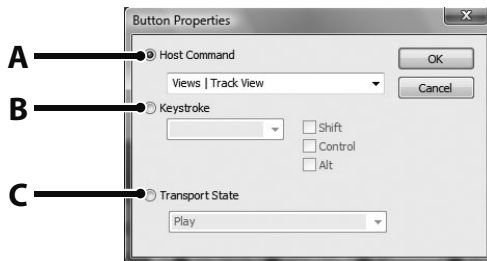 Button Properties
A Host Command OK
Views | Track View Cancel
B Keystroke
Shift
Control
Alt
C Transport State
Play